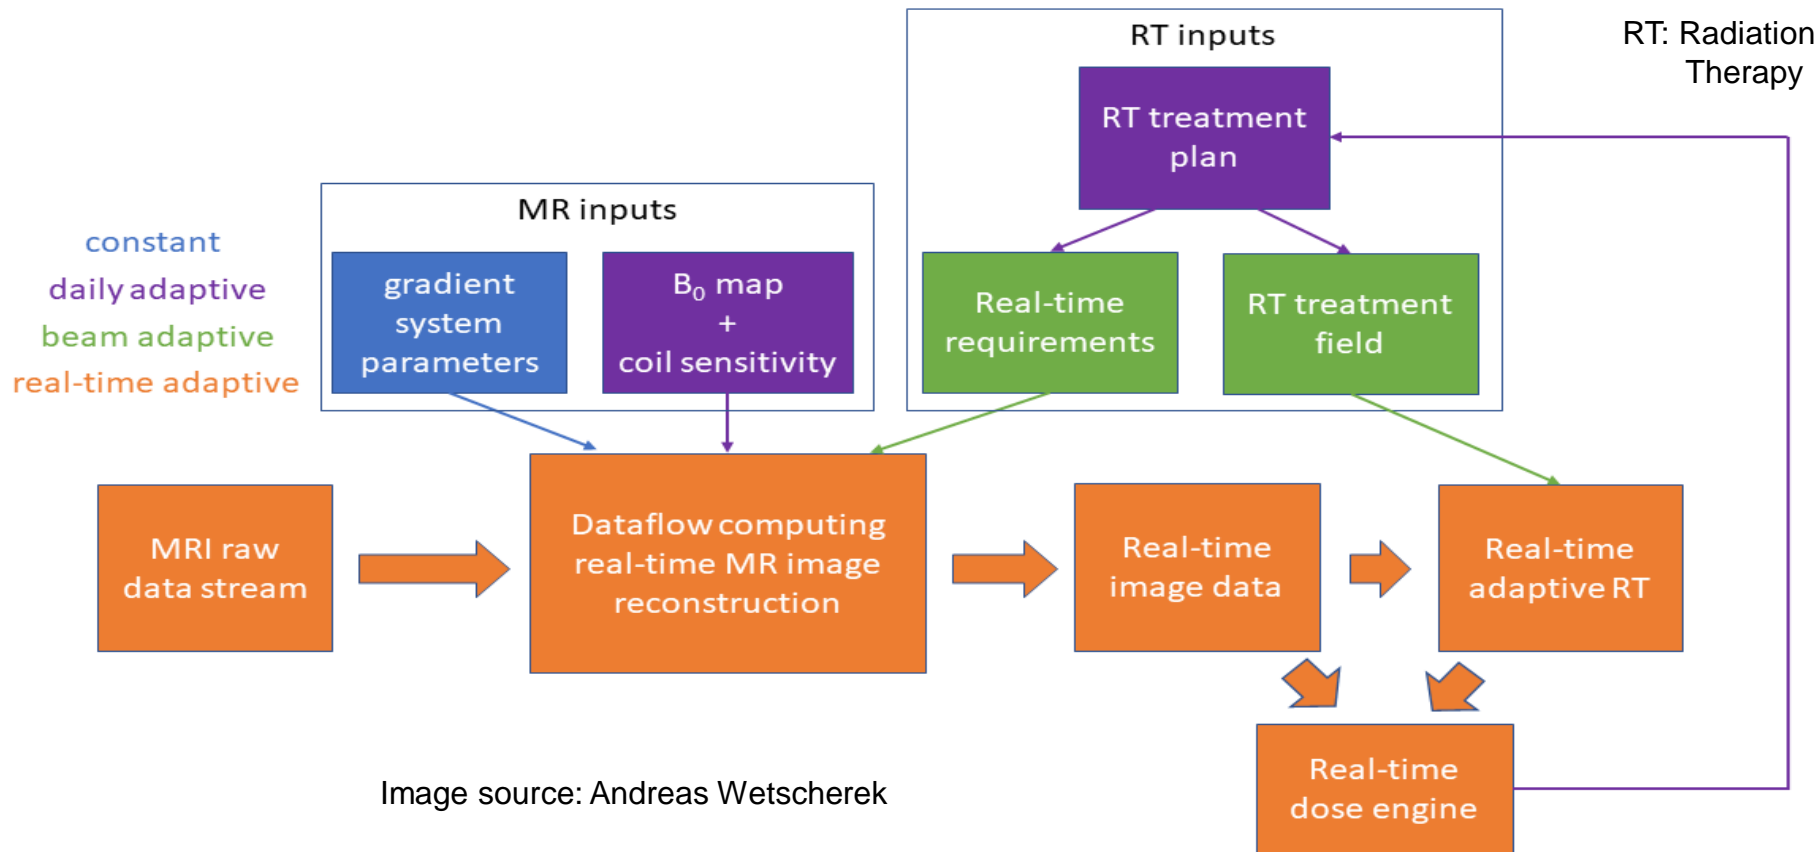 RT inputs
RT: Radiation
Therapy
RT treatment
plan
MR inputs
constant
daily adaptive
beam adaptive
real-time adaptive
gradient
system
parameters
B₀ map
+
coil sensitivity
Real-time
requirements
RT treatment
field
MRI raw
data stream
Dataflow computing
real-time MR image
reconstruction
Real-time
image data
Real-time
adaptive RT
Real-time
dose engine
Image source: Andreas Wetscherek